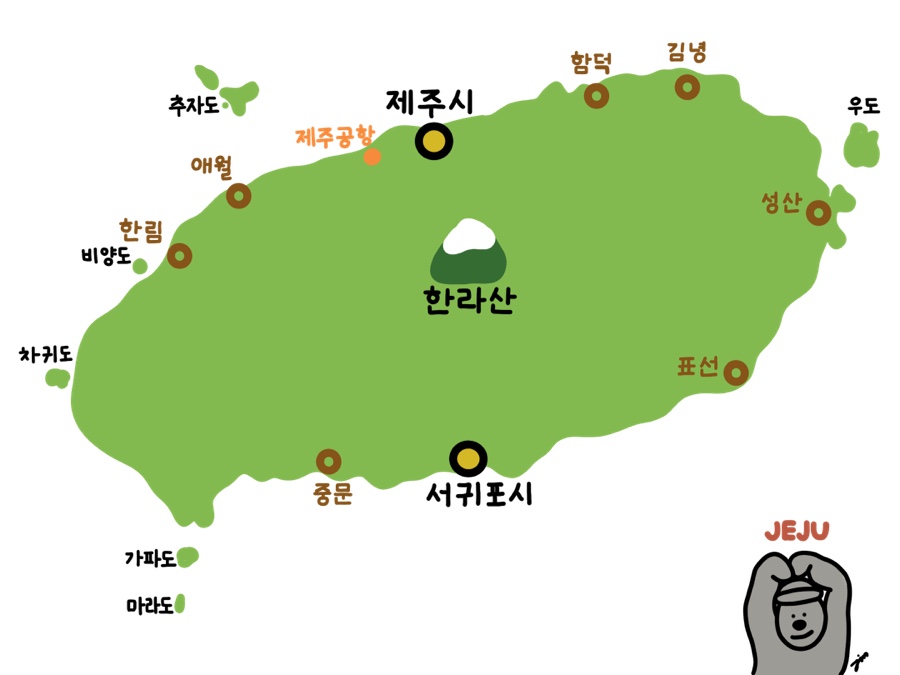 김녕
함덕
제주시
추자도
우도
제주공항
애월
성산
한림
비양도
한라산
차귀도
표선
중문
서귀포시
JEJU
가파도
마라도